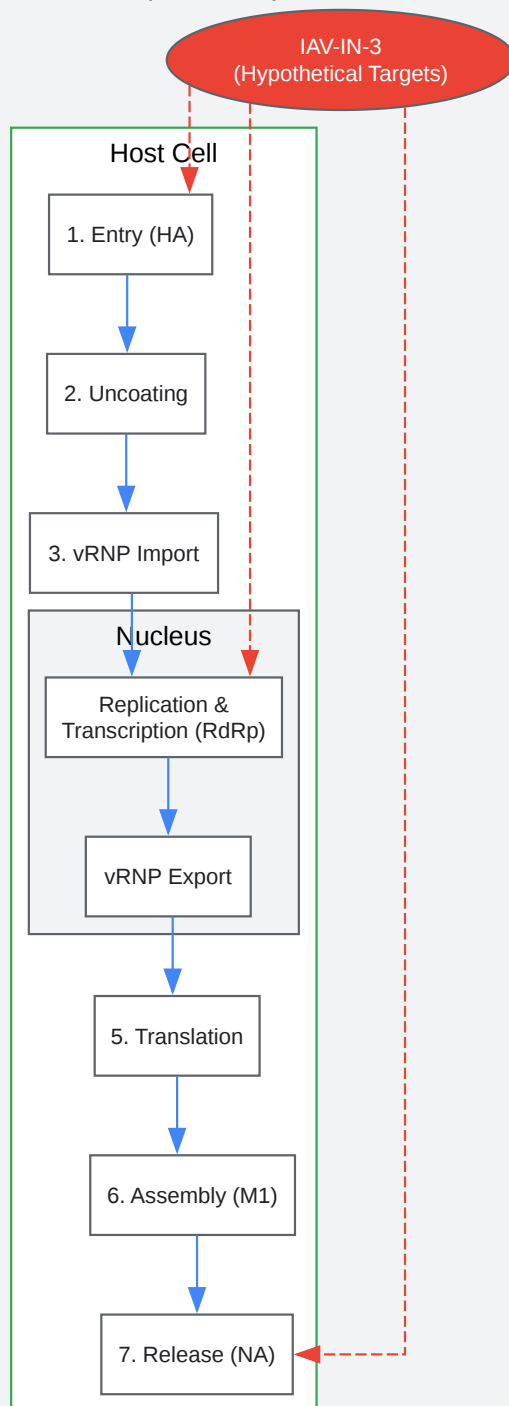 IAV-IN-3
(Hypothetical Targets)
Host Cell
1. Entry (HA)
2. Uncoating
3. vRNP Import
Nucleus
Replication &
Transcription (RdRp)
vRNP Export
5. Translation
6. Assembly (M1)
7. Release (NA)